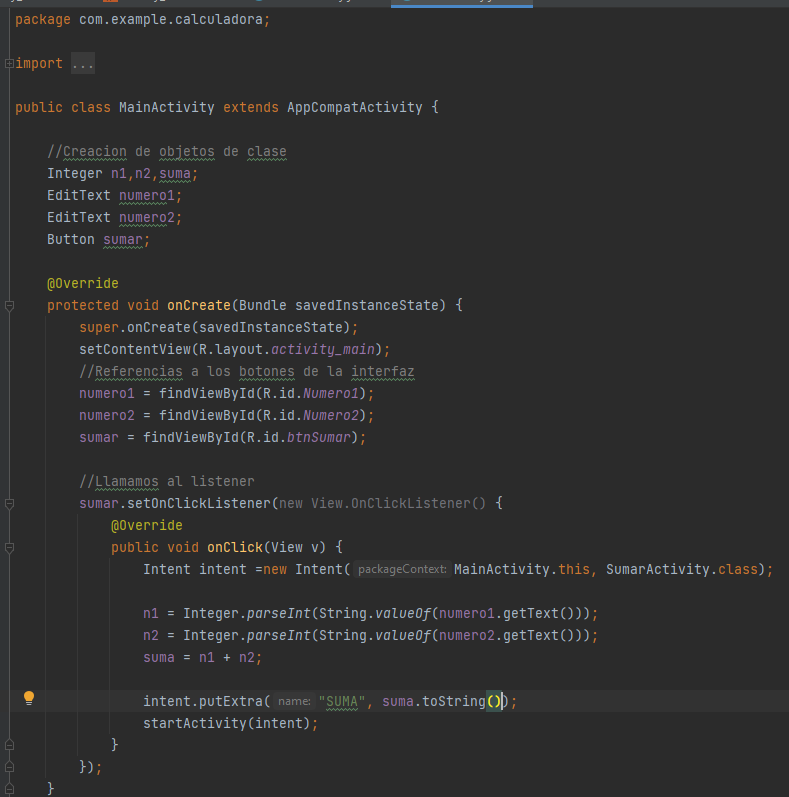 package com.example.calculadora;
import ...
public class MainActivity extends AppCompatActivity {
//Creacion de objetos de clase
Integer n1,n2,suma;
EditText numero1;
EditText numero2;
Button sumar;
@Override
protected void onCreate(Bundle savedInstanceState) {
super.onCreate(savedInstanceState);
setContentView(R.layout.activity_main);
//Referencias a los botones de la interfaz
numero1 = findViewById(R.id.Numero1);
numero2 = findViewById(R.id.Numero2);
sumar = findViewById(R.id.btnSumar);
//Llamamos al listener
sumar.setOnClickListener(new View.OnClickListener() {
@Override
public void onClick(View v) {
Intent intent =new Intent( packageContext: MainActivity.this, SumarActivity.class);
n1 = Integer.parseInt(String.valueOf(numero1.getText()));
n2 = Integer.parseInt(String.valueOf(numero2.getText()));
suma = n1 + n2;
intent.putExtra( name: "SUMA", suma.toString());
startActivity(intent);
}
});
}